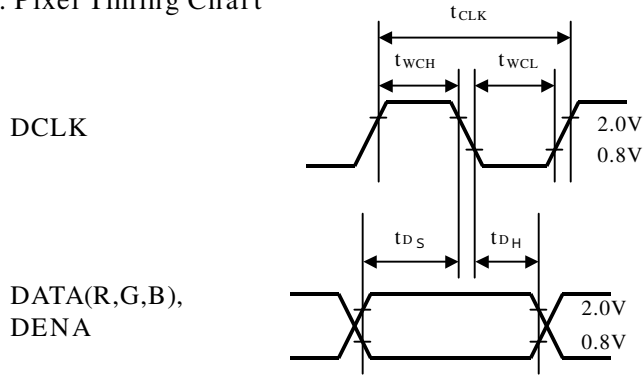 . Pixel Timing Chart
tCLK
tWCH tWCL
DCLK
2.0V
0.8V
tDS tDH
DATA(R,G,B),
DENA
2.0V
0.8V